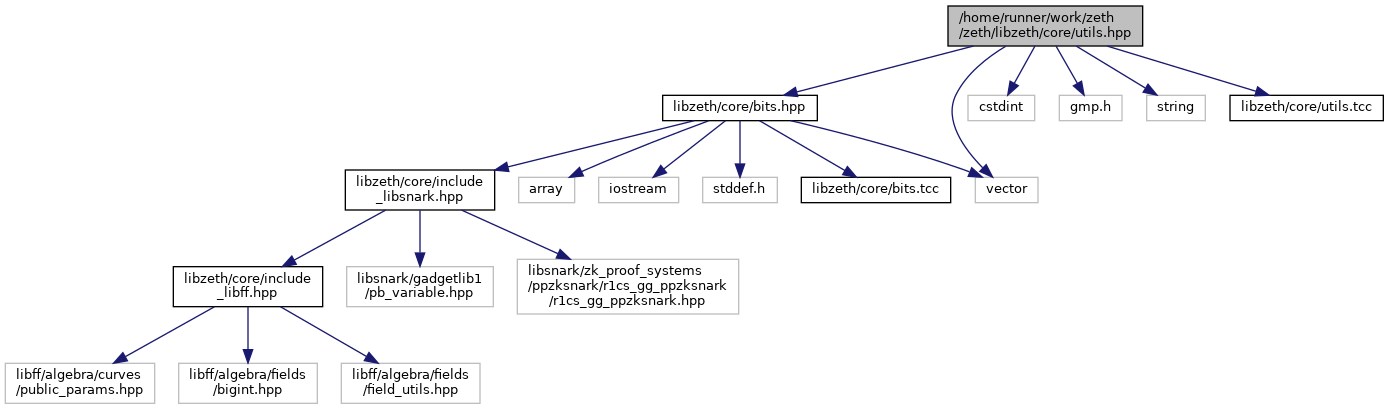 /home/runner/work/zeth
/zeth/libzeth/core/utils.hpp
libzeth/core/bits.hpp
cstdint
gmp.h
string
libzeth/core/utils.tcc
libzeth/core/include
_libsnark.hpp
array
iostream
stddef.h
libzeth/core/bits.tcc
vector
libzeth/core/include
_libff.hpp
libsnark/gadgetlib1
/pb_variable.hpp
libsnark/zk_proof_systems
/ppzksnark/r1cs_gg_ppzksnark
/r1cs_gg_ppzksnark.hpp
libff/algebra/curves
/public_params.hpp
libff/algebra/fields
/bigint.hpp
libff/algebra/fields
/field_utils.hpp